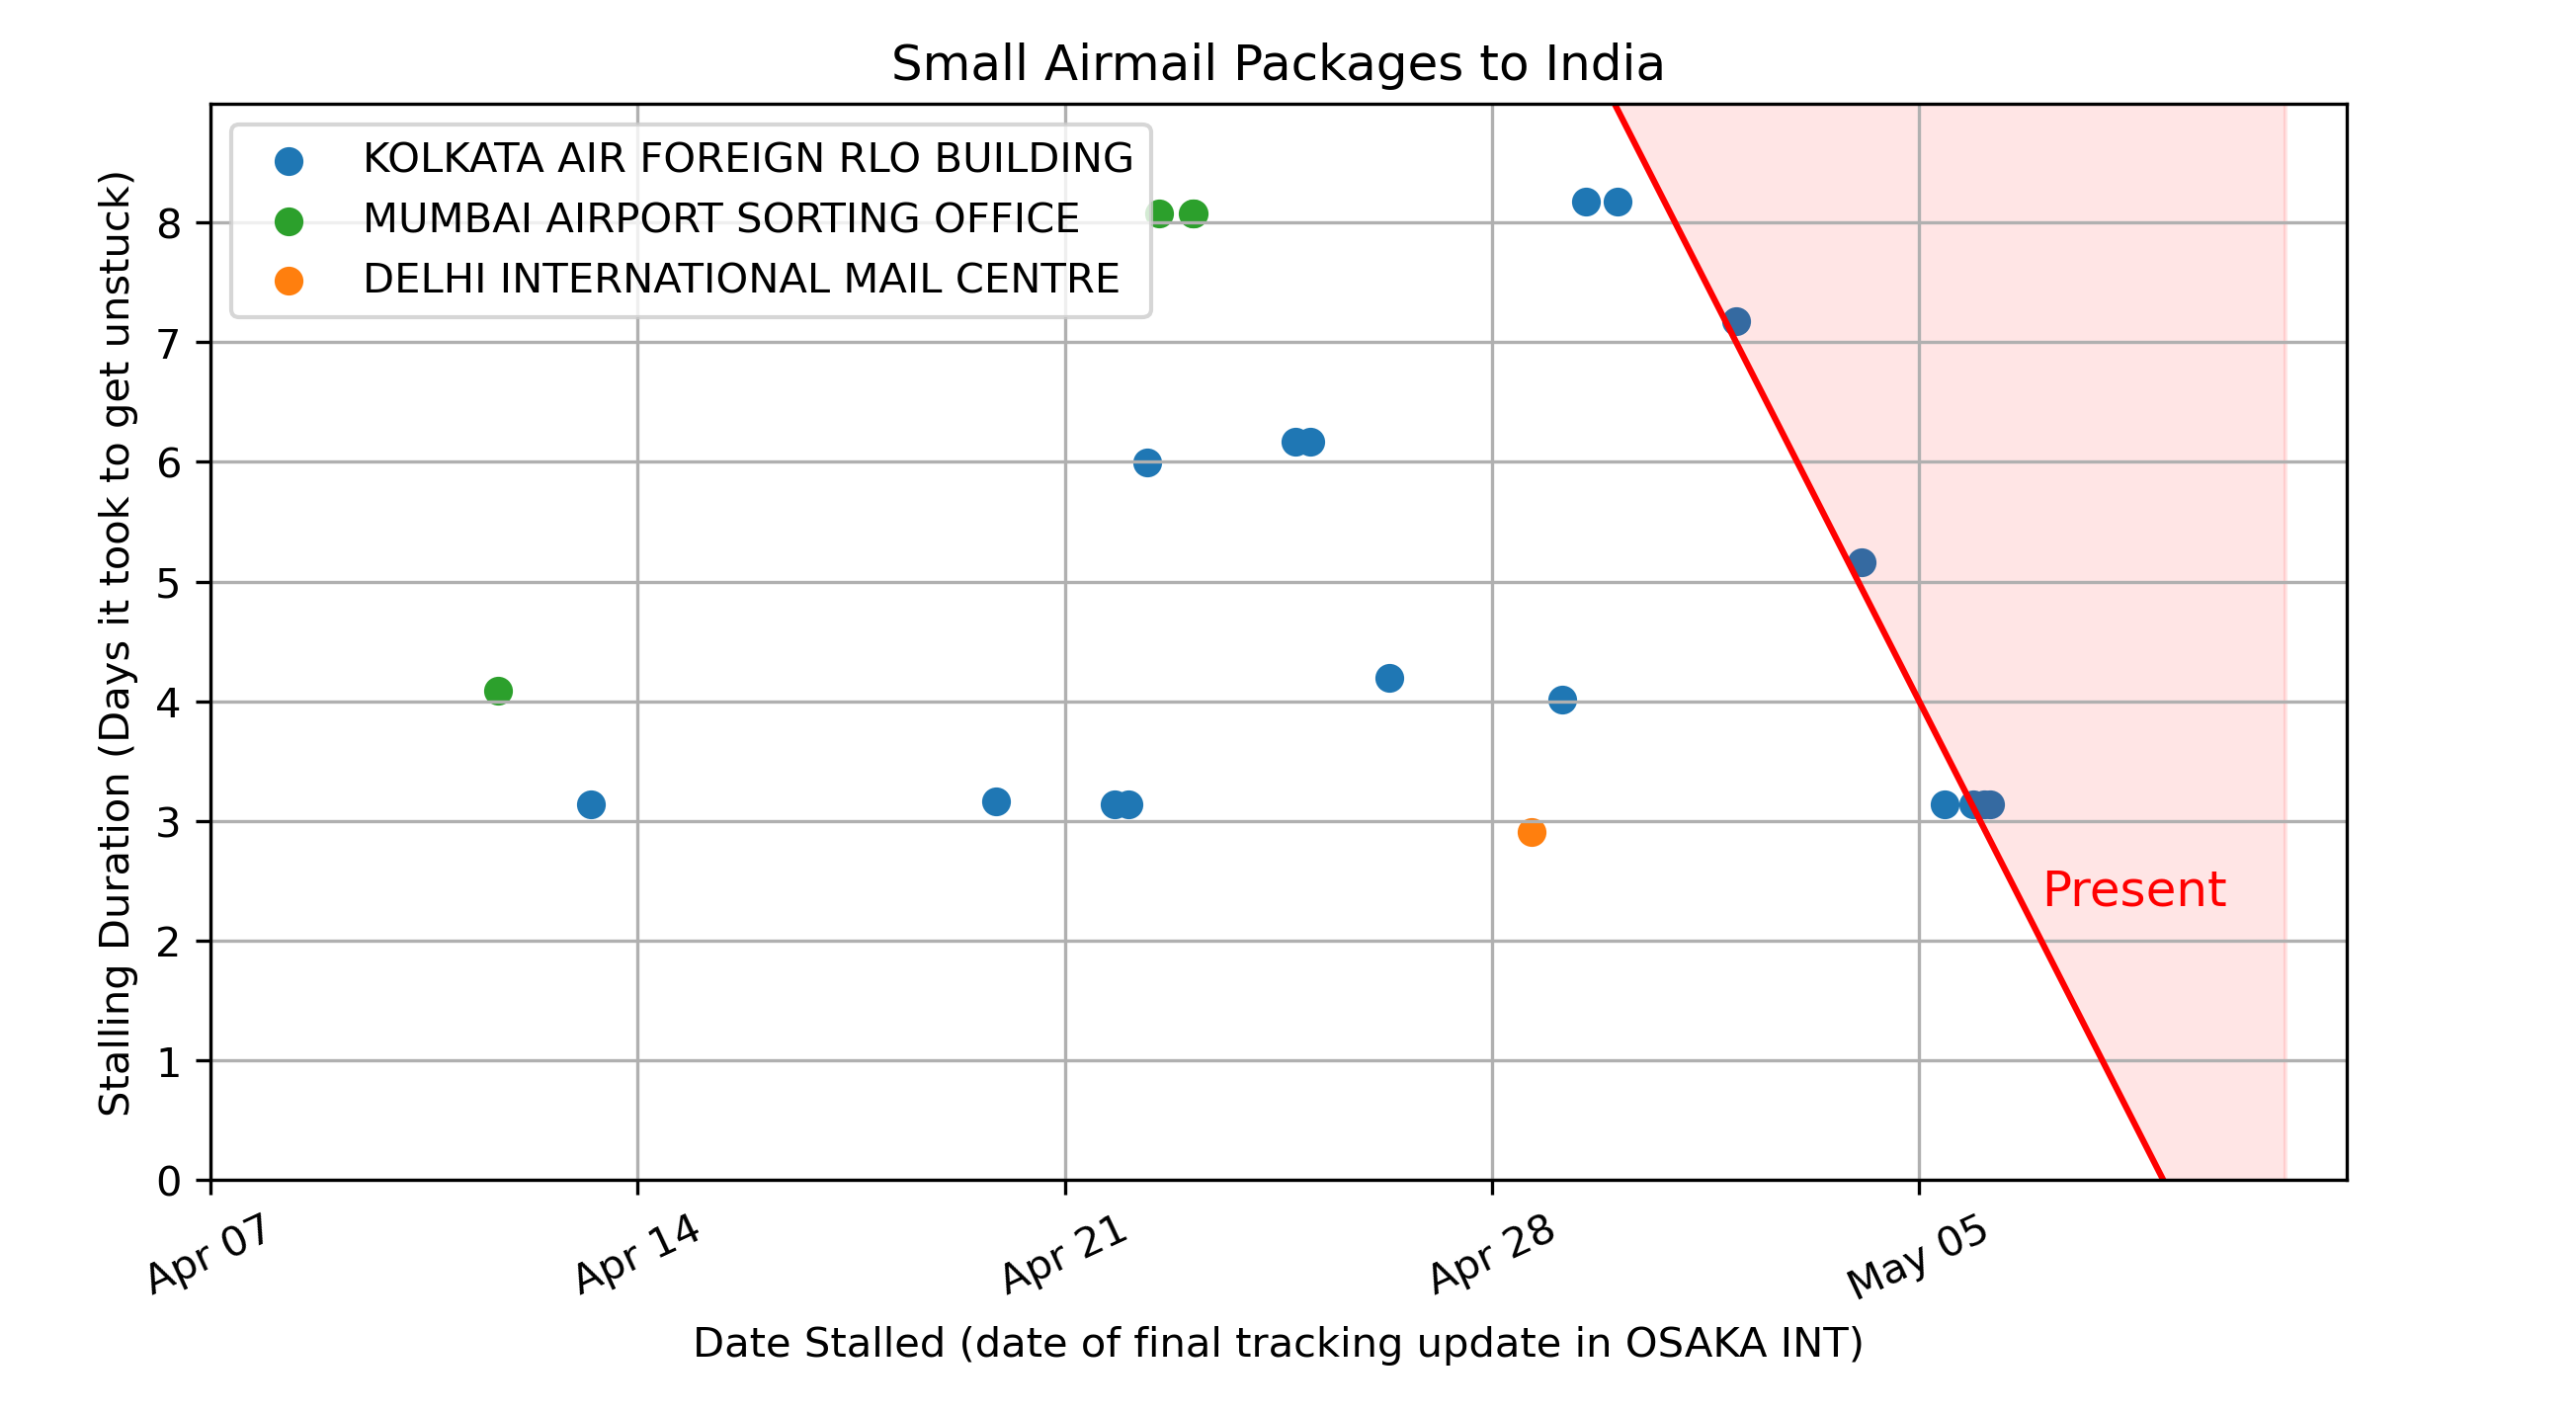 Small Airmail Packages to India
KOLKATA AIR FOREIGN RLO BUILDING
MUMBAI AIRPORT SORTING OFFICE
DELHI INTERNATIONAL MAIL CENTRE
Stalling Duration (Days it took to get unstuck)
8
7
6
5
4
3
2
1
0
Present
Apr 07
Apr 14
Apr 21
Apr 28
May 05
Date Stalled (date of final tracking update in OSAKA INT)